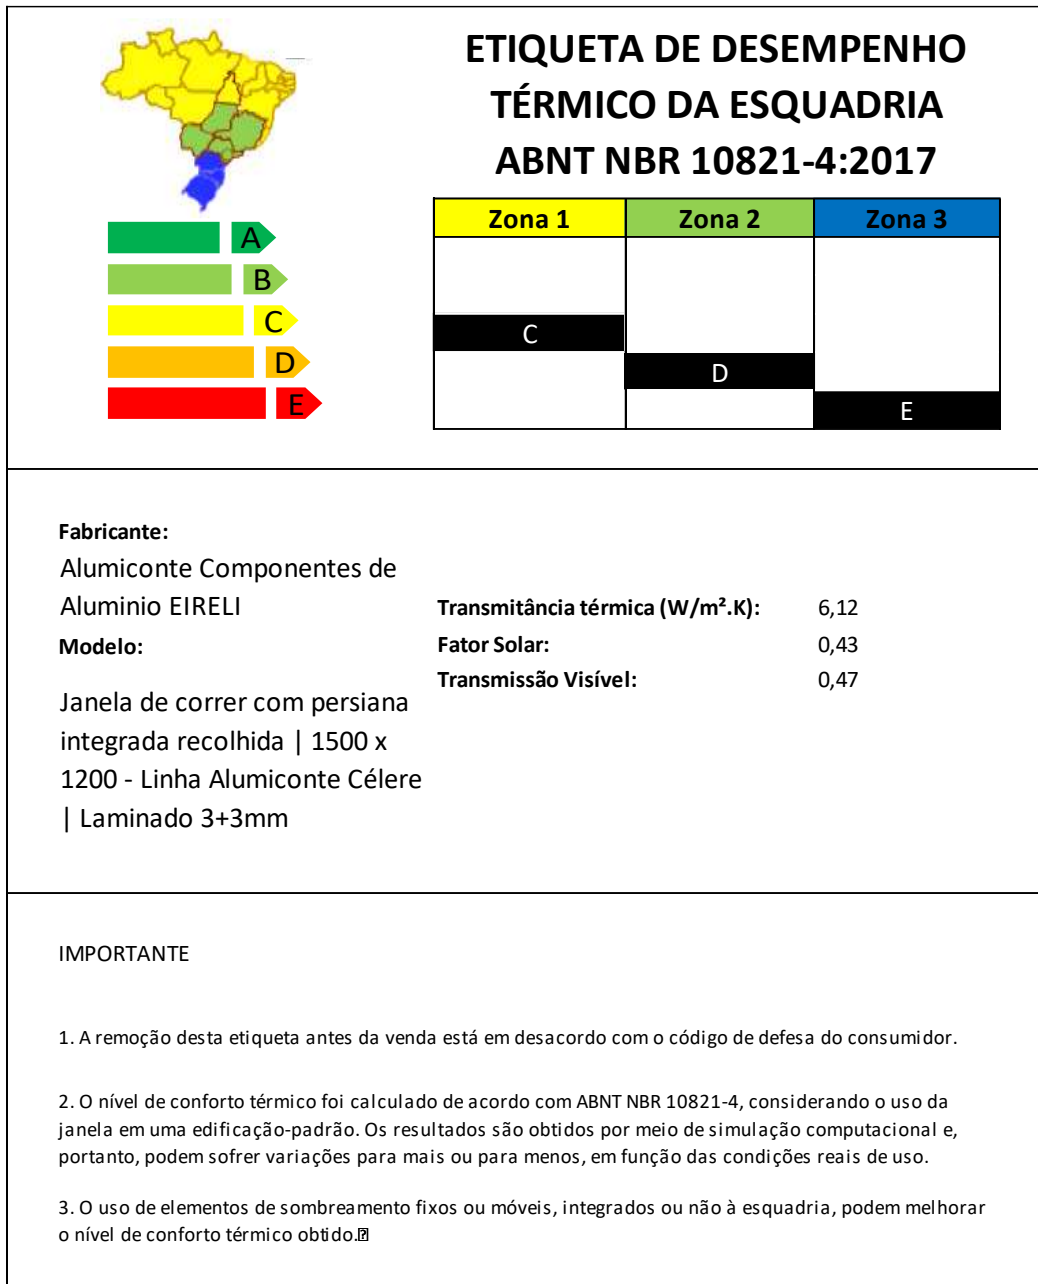 ETIQUETA DE DESEMPENHO
TÉRMICO DA ESQUADRIA
ABNT NBR 10821-4:2017
A
B
C
D
E
Zona 1 Zona 2 Zona 3
C
D
E
Fabricante:
Alumiconte Componentes de
Aluminio EIRELI
Modelo:
Janela de correr com persiana
integrada recolhida | 1500 x
1200 - Linha Alumiconte Célere
| Laminado 3+3mm
Transmitância térmica (W/m².K): 6,12
Fator Solar: 0,43
Transmissão Visível: 0,47
IMPORTANTE
1. A remoção desta etiqueta antes da venda está em desacordo com o código de defesa do consumidor.
2. O nível de conforto térmico foi calculado de acordo com ABNT NBR 10821-4, considerando o uso da
janela em uma edificação-padrão. Os resultados são obtidos por meio de simulação computacional e,
portanto, podem sofrer variações para mais ou para menos, em função das condições reais de uso.
3. O uso de elementos de sombreamento fixos ou móveis, integrados ou não à esquadria, podem melhorar
o nível de conforto térmico obtido.